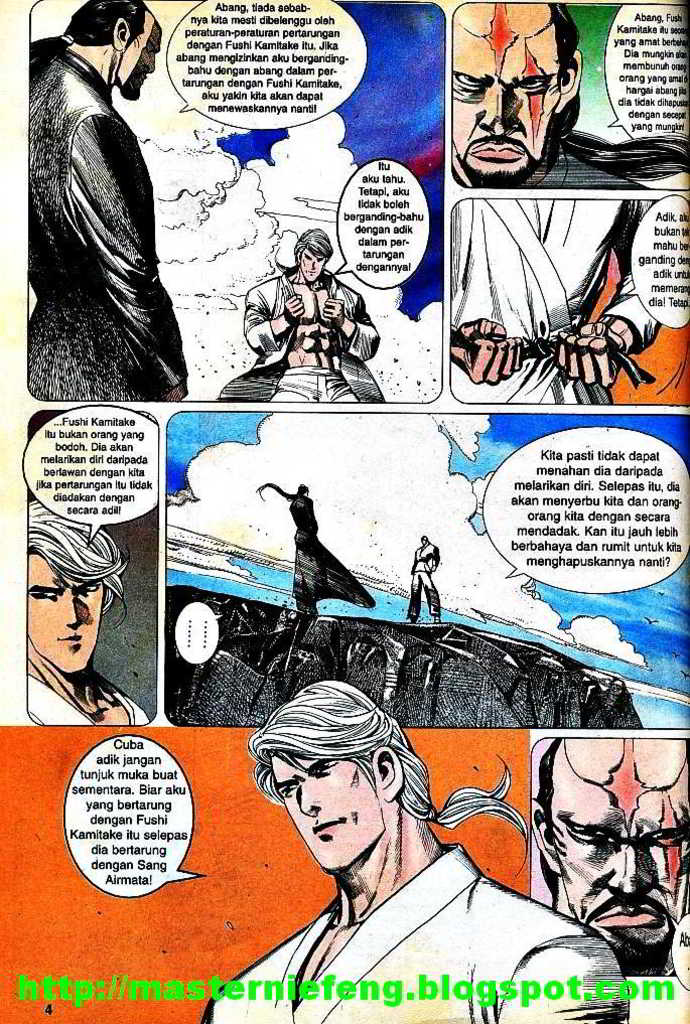 Abang, tiada sebab-
nya kita mesti dibelenggu oleh
peraturan-peraturan pertarungan
dengan Fushi Kamitake itu. Jika
abang mengizinkan aku berganding-
bahu dengan abang dalam per-
tarungan dengan Fushi Kamitake,
aku yakin kita akan dapat
menewaskannya nanti!
Itu
aku tahu.
Tetapi, aku
tidak boleh
berganding-bahu
dengan adik
dalam per-
tarungan
dengannya!
Abang, Fushi
Kamitake itu
yang amat
Dia mungkin
membunuh
orang yang amat
hargai abang
dia tidak
dengan
yang mungkin!
Adik,
bukan
mahu
ganding
adik
dia!
...Fushi Kamitake
itu bukan orang yang
bodoh. Dia akan
melarikan diri daripada
berlawan dengan kita
jika pertarungan itu tidak
diadakan dengan
secara adil!
Kita pasti tidak dapat
menahan dia daripada
melarikan diri. Selepas itu, dia
akan menyerbu kita dan orang-
orang kita dengan secara
mendadak. Kan itu jauh lebih
berbahaya dan rumit untuk kita
menghapuskannya nanti?
Cuba
adik jangan
tunjuk muka buat
sementara. Biar aku
yang bertarung
dengan Fushi
Kamitake itu selepas
dia bertarung
dengan Sang
Airmata!
4
http://masterniefeng.blogspot.com